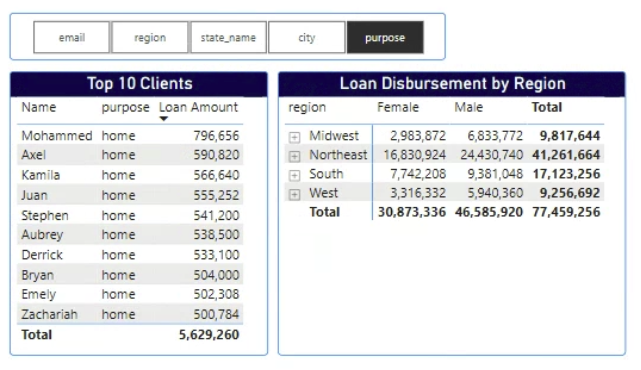 email region state_name city purpose
Top 10 Clients
Name purpose Loan Amount
Mohammed home 796,656
Axel home 590,820
Kamila home 566,640
Juan home 555,252
Stephen home 541,200
Aubrey home 538,500
Derrick home 533,100
Bryan home 504,000
Emely home 502,308
Zachariah home 500,784
Total 5,629,260
Loan Disbursement by Region
region Female Male Total
Midwest 2,983,872 6,833,772 9,817,644
Northeast 16,830,924 24,430,740 41,261,664
South 7,742,208 9,381,048 17,123,256
West 3,316,332 5,940,360 9,256,692
Total 30,873,336 46,585,920 77,459,256